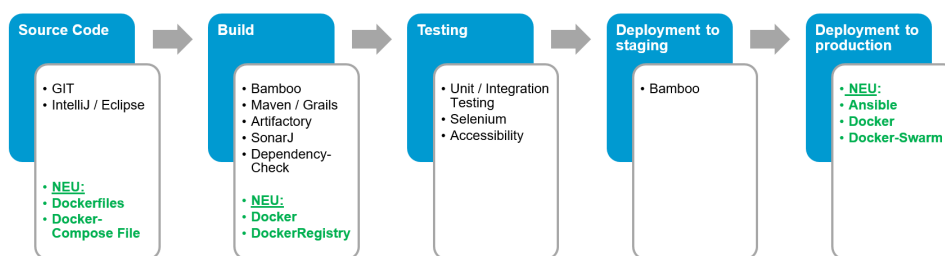 Source Code
• GIT
• IntelliJ / Eclipse
• NEU:
• Dockerfiles
• Docker-
Compose File
Build
• Bamboo
• Maven / Grails
• Artifactory
• SonarJ
• Dependency-
Check
• NEU:
• Docker
• DockerRegistry
Testing
• Unit / Integration
Testing
• Selenium
• Accessibility
Deployment to
staging
• Bamboo
Deployment to
production
• NEU:
• Ansible
• Docker
• Docker-Swarm